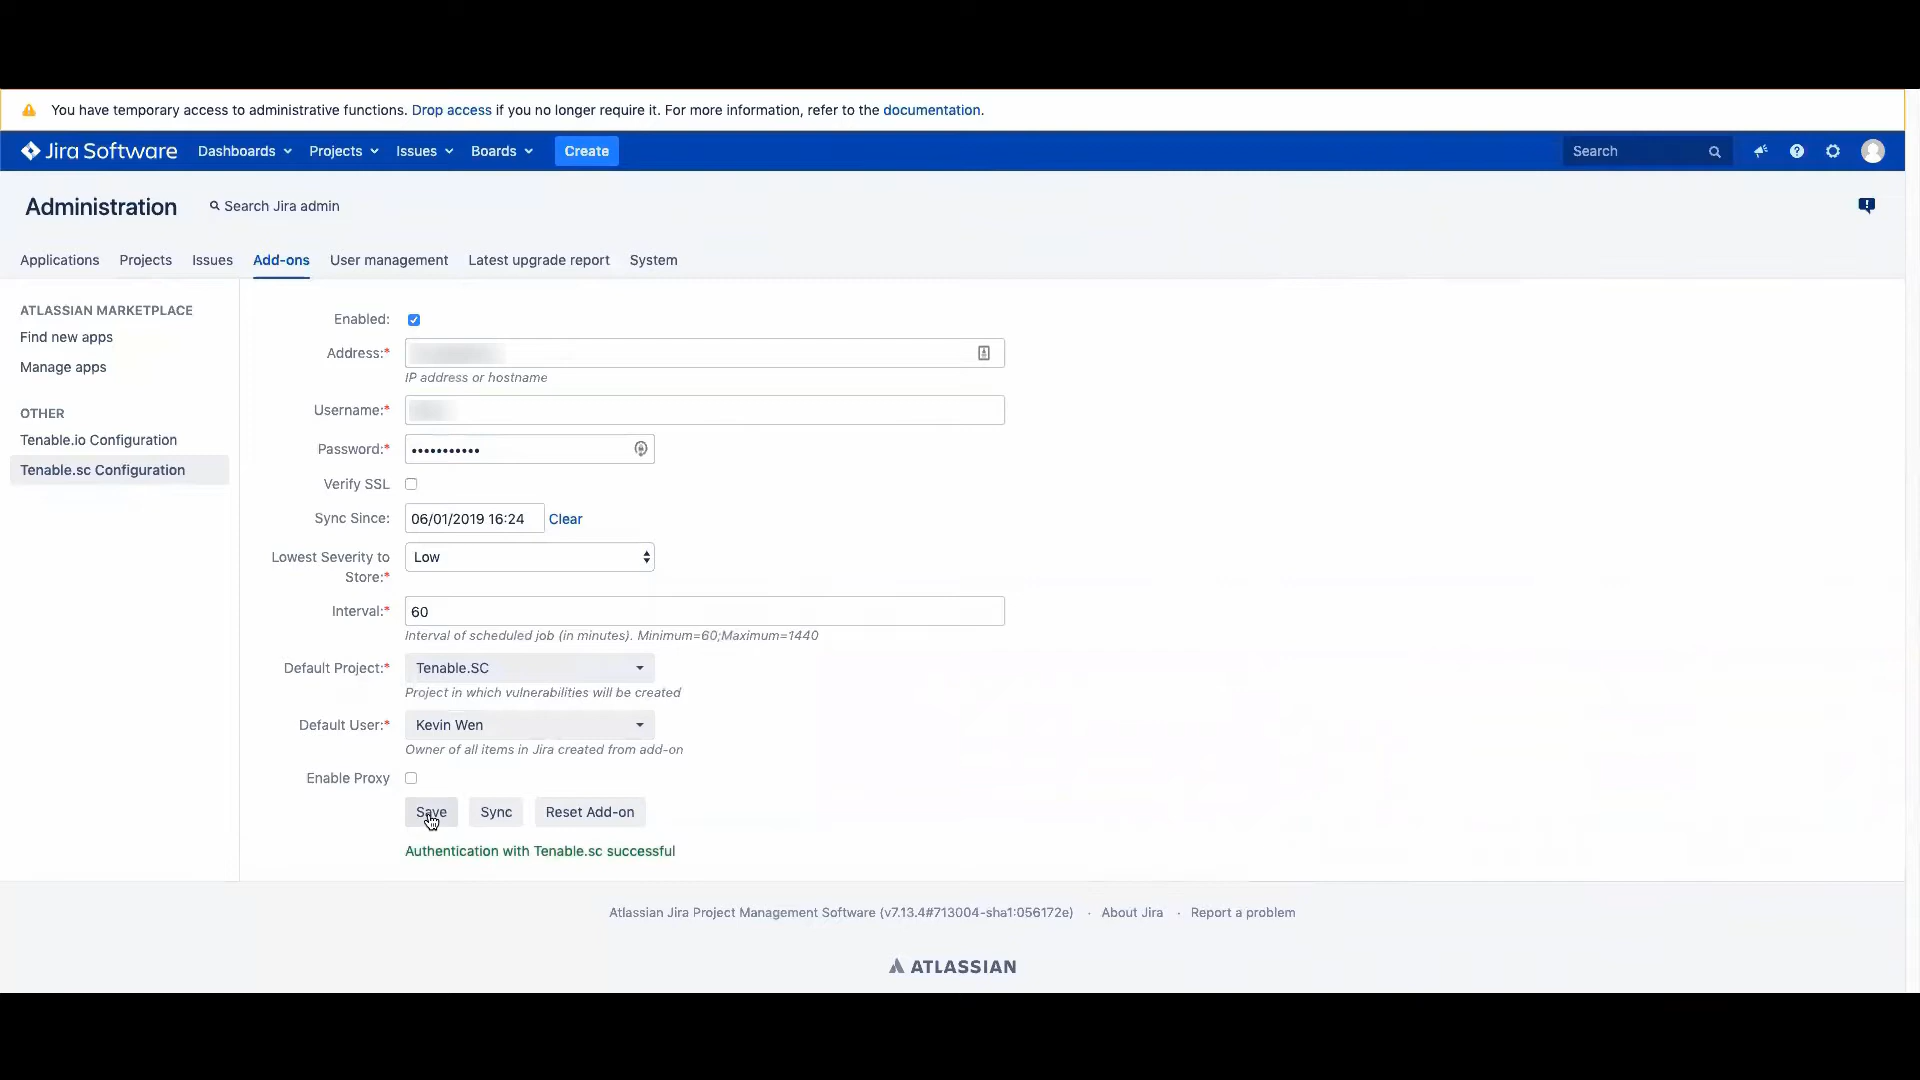 You have temporary access to administrative functions. Drop access if you no longer require it. For more information, refer to the documentation.
Jira Software Dashboards Projects Issues Boards Create Search
Administration Search Jira admin
Applications Projects Issues Add-ons User management Latest upgrade report System
ATLASSIAN MARKETPLACE
Find new apps
Manage apps
OTHER
Tenable.io Configuration
Tenable.sc Configuration
Enabled:
Address:*
IP address or hostname
Username:*
Password:* •••••••••••
Verify SSL
Sync Since: 06/01/2019 16:24 Clear
Lowest Severity to Low
Store:*
Interval:* 60
Interval of scheduled job (in minutes). Minimum=60;Maximum=1440
Default Project:* Tenable.SC
Project in which vulnerabilities will be created
Default User:* Kevin Wen
Owner of all items in Jira created from add-on
Enable Proxy
Save Sync Reset Add-on
Authentication with Tenable.sc successful
Atlassian Jira Project Management Software (v7.13.4#713004-sha1:056172e) · About Jira · Report a problem
ATLASSIAN